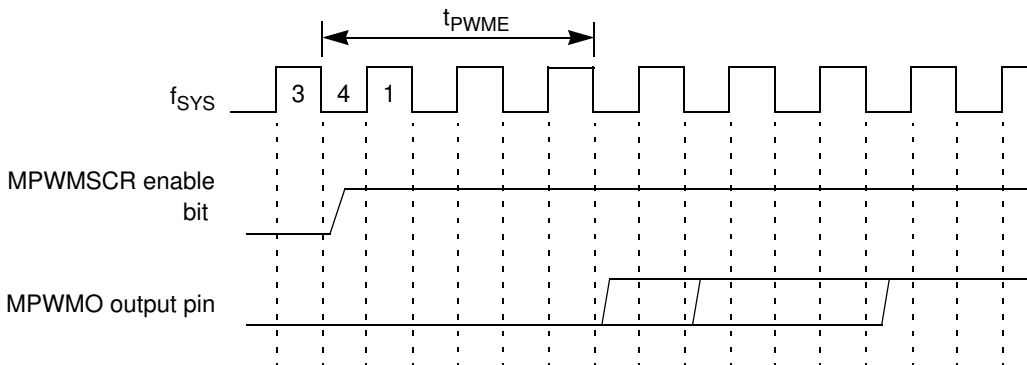 tPWME
fSYS
3 4 1
MPWMSCR enable
bit
MPWMO output pin